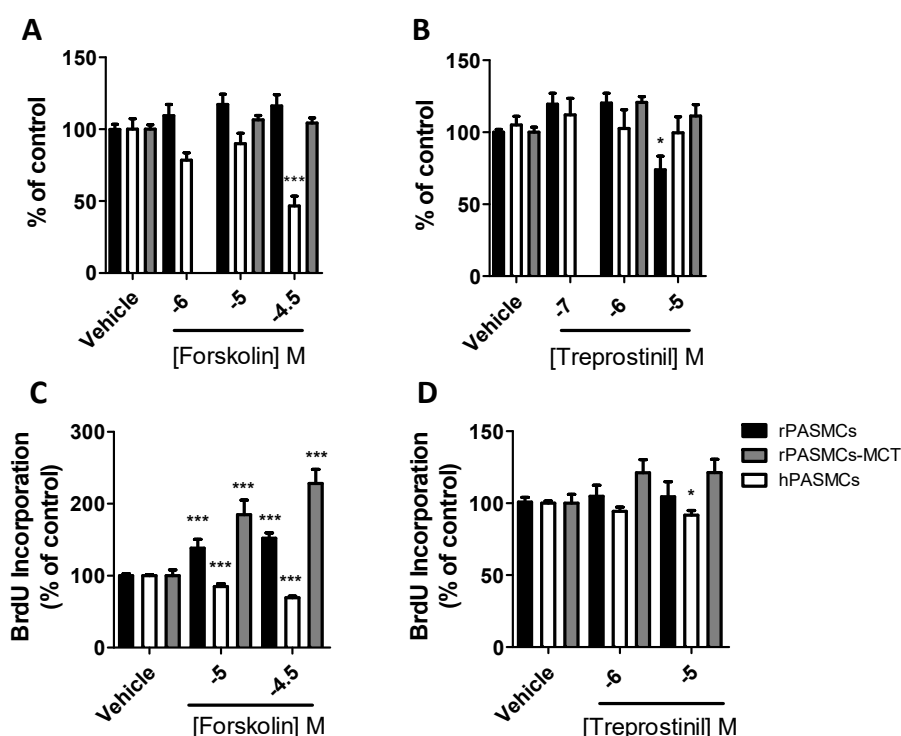 A
% of control
150
100
50
0
***
Vehicle
-6
-5
-4.5
[Forskolin] M
B
% of control
150
100
50
0
*
Vehicle
-7
-6
-5
[Treprostinil] M
C
BrdU Incorporation
(% of control)
300
200
100
0
***
***
***
***
***
***
Vehicle
-5
-4.5
[Forskolin] M
D
BrdU Incorporation
(% of control)
150
100
50
0
*
Vehicle
-6
-5
[Treprostinil] M
rPASMCs
rPASMCs-MCT
hPASMCs